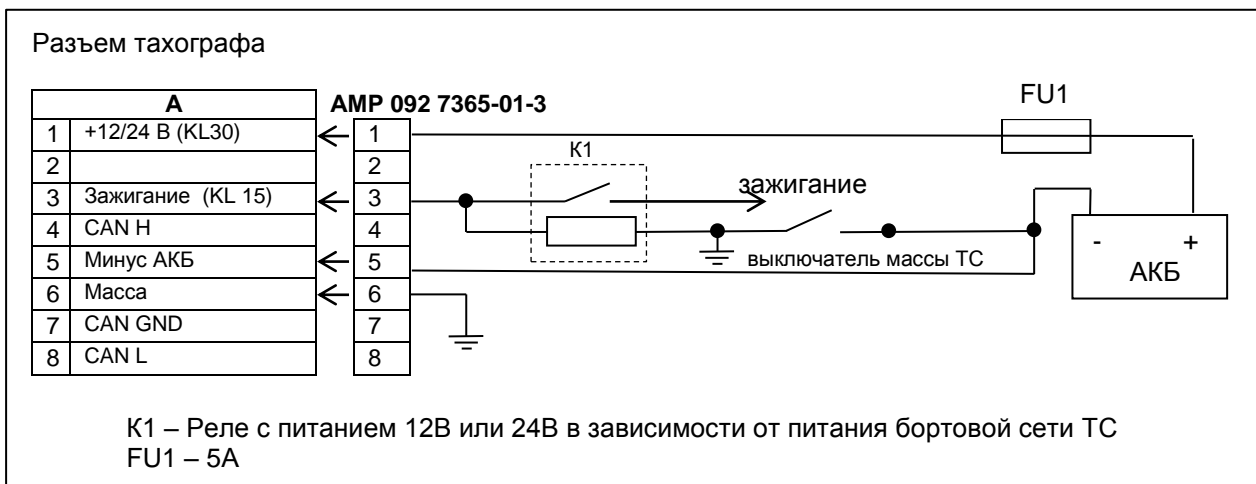 Разъем тахографа
А
AMP 092 7365-01-3
FU1
1 +12/24 В (KL30) 1
2 2
К1
3 Зажигание (KL 15) 3
зажигание
4 CAN H 4
5 Минус АКБ 5
выключатель массы ТС
- +
АКБ
6 Масса 6
7 CAN GND 7
8 CAN L 8
К1 – Реле с питанием 12В или 24В в зависимости от питания бортовой сети ТС
FU1 – 5А